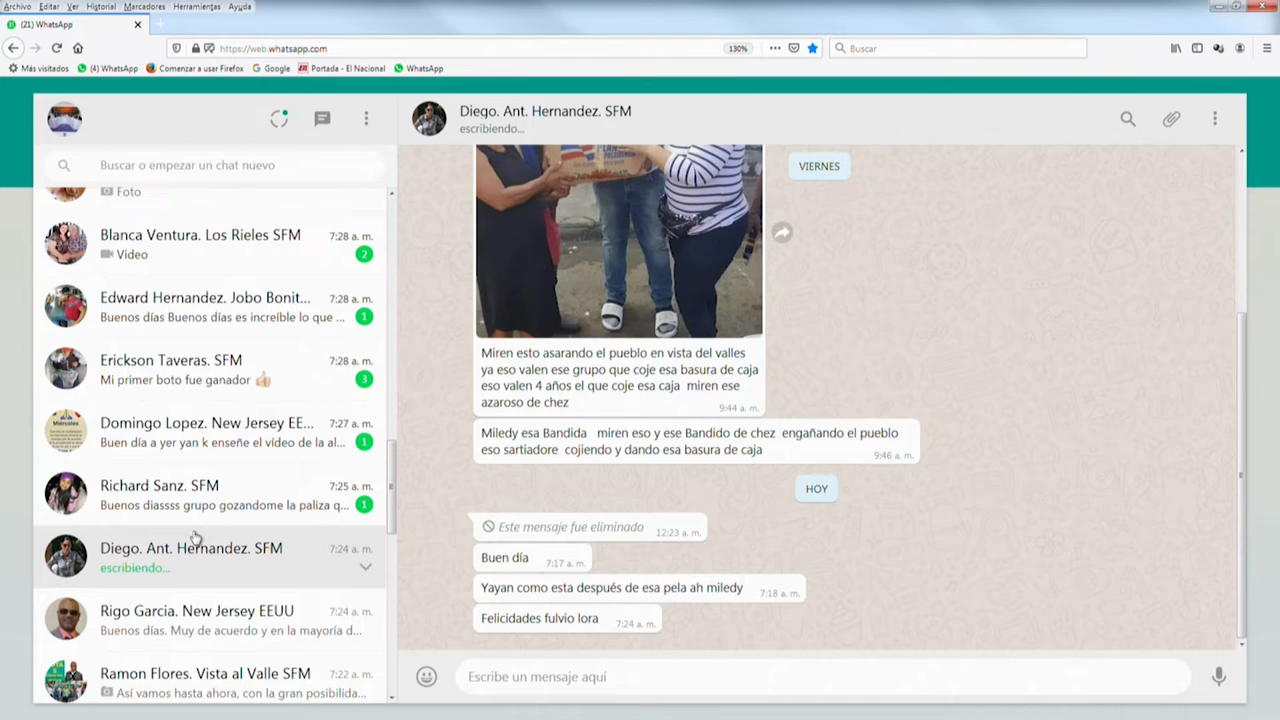 Archivo Editar Ver Historial Marcadores Herramientas Ayuda
(21) WhatsApp
https://web.whatsapp.com
130%
Buscar
Más visitados (4) WhatsApp Comenzar a usar Firefox Google Portada - El Nacional WhatsApp
Diego. Ant. Hernandez. SFM
escribiendo...
Buscar o empezar un chat nuevo
Foto
Blanca Ventura. Los Rieles SFM 7:28 a. m.
Video 2
Edward Hernandez. Jobo Bonit... 7:28 a. m.
Buenos días Buenos días es increíble lo que ... 1
Erickson Taveras. SFM 7:28 a. m.
Mi primer boto fue ganador 👍🏼 3
Domingo Lopez. New Jersey EE... 7:27 a. m.
Buen día a yer yan k enserie el vídeo de la al... 1
Richard Sanz. SFM 7:25 a. m.
Buenos diassss grupo gozandome la paliza q... 1
Diego. Ant. Hernandez. SFM 7:24 a. m.
escribiendo...
Rigo Garcia. New Jersey EEUU 7:24 a. m.
Buenos días. Muy de acuerdo y en la mayoría d...
Ramon Flores. Vista al Valle SFM 7:22 a. m.
Así vamos hasta ahora, con la gran posibilida...
VIERNES
Miren esto asarando el pueblo en vista del valles
ya eso valen ese grupo que coje esa basura de caja
eso valen 4 años el que coje esa caja miren ese
azaroso de chez
9:44 a. m.
Miledy esa Bandida miren eso y ese Bandido de chez engañando el pueblo
eso sartiadore cojiendo y dando esa basura de caja
9:46 a. m.
HOY
Este mensaje fue eliminado 12:23 a. m.
Buen día 7:17 a. m.
Yayan como esta después de esa pela ah miledy 7:18 a. m.
Felicidades fulvio lora 7:24 a. m.
Escribe un mensaje aquí